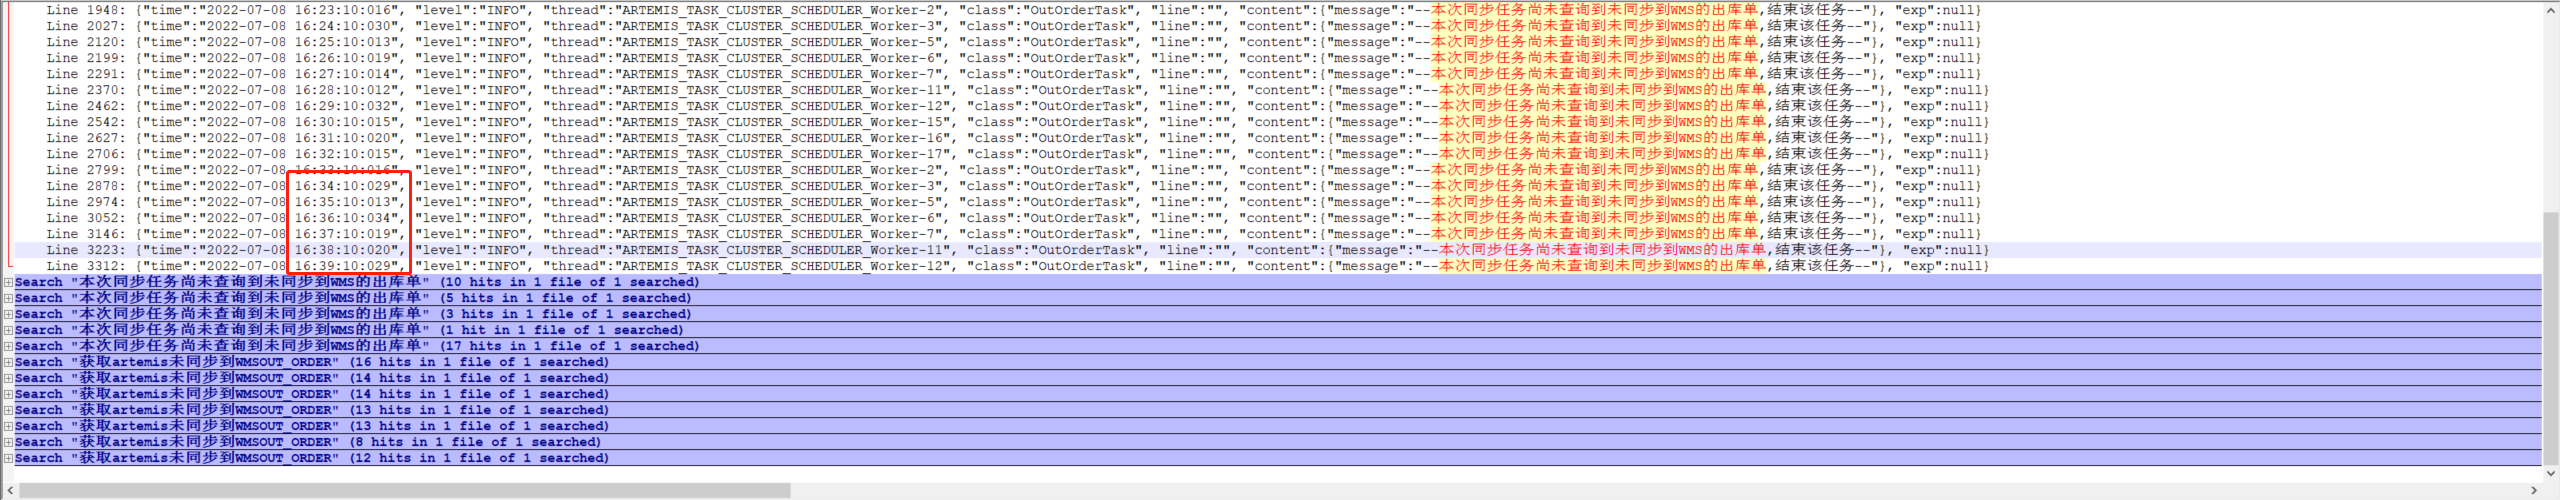 Line 1948: {"time":"2022-07-08 16:23:10:016", "level":"INFO", "thread":"ARTEMIS_TASK_CLUSTER_SCHEDULER_Worker-2", "class":"OutOrderTask", "line":"", "content":{"message":"--本次同步任务尚未查询到未同步到WMS的出库单,结束该任务--"}, "exp":null}
Line 2027: {"time":"2022-07-08 16:24:10:030", "level":"INFO", "thread":"ARTEMIS_TASK_CLUSTER_SCHEDULER_Worker-3", "class":"OutOrderTask", "line":"", "content":{"message":"--本次同步任务尚未查询到未同步到WMS的出库单,结束该任务--"}, "exp":null}
Line 2120: {"time":"2022-07-08 16:25:10:013", "level":"INFO", "thread":"ARTEMIS_TASK_CLUSTER_SCHEDULER_Worker-5", "class":"OutOrderTask", "line":"", "content":{"message":"--本次同步任务尚未查询到未同步到WMS的出库单,结束该任务--"}, "exp":null}
Line 2199: {"time":"2022-07-08 16:26:10:019", "level":"INFO", "thread":"ARTEMIS_TASK_CLUSTER_SCHEDULER_Worker-6", "class":"OutOrderTask", "line":"", "content":{"message":"--本次同步任务尚未查询到未同步到WMS的出库单,结束该任务--"}, "exp":null}
Line 2291: {"time":"2022-07-08 16:27:10:014", "level":"INFO", "thread":"ARTEMIS_TASK_CLUSTER_SCHEDULER_Worker-7", "class":"OutOrderTask", "line":"", "content":{"message":"--本次同步任务尚未查询到未同步到WMS的出库单,结束该任务--"}, "exp":null}
Line 2370: {"time":"2022-07-08 16:28:10:012", "level":"INFO", "thread":"ARTEMIS_TASK_CLUSTER_SCHEDULER_Worker-11", "class":"OutOrderTask", "line":"", "content":{"message":"--本次同步任务尚未查询到未同步到WMS的出库单,结束该任务--"}, "exp":null}
Line 2462: {"time":"2022-07-08 16:29:10:032", "level":"INFO", "thread":"ARTEMIS_TASK_CLUSTER_SCHEDULER_Worker-12", "class":"OutOrderTask", "line":"", "content":{"message":"--本次同步任务尚未查询到未同步到WMS的出库单,结束该任务--"}, "exp":null}
Line 2542: {"time":"2022-07-08 16:30:10:015", "level":"INFO", "thread":"ARTEMIS_TASK_CLUSTER_SCHEDULER_Worker-15", "class":"OutOrderTask", "line":"", "content":{"message":"--本次同步任务尚未查询到未同步到WMS的出库单,结束该任务--"}, "exp":null}
Line 2627: {"time":"2022-07-08 16:31:10:020", "level":"INFO", "thread":"ARTEMIS_TASK_CLUSTER_SCHEDULER_Worker-16", "class":"OutOrderTask", "line":"", "content":{"message":"--本次同步任务尚未查询到未同步到WMS的出库单,结束该任务--"}, "exp":null}
Line 2706: {"time":"2022-07-08 16:32:10:015", "level":"INFO", "thread":"ARTEMIS_TASK_CLUSTER_SCHEDULER_Worker-17", "class":"OutOrderTask", "line":"", "content":{"message":"--本次同步任务尚未查询到未同步到WMS的出库单,结束该任务--"}, "exp":null}
Line 2799: {"time":"2022-07-08 16:33:10:016", "level":"INFO", "thread":"ARTEMIS_TASK_CLUSTER_SCHEDULER_Worker-2", "class":"OutOrderTask", "line":"", "content":{"message":"--本次同步任务尚未查询到未同步到WMS的出库单,结束该任务--"}, "exp":null}
Line 2878: {"time":"2022-07-08 16:34:10:029", "level":"INFO", "thread":"ARTEMIS_TASK_CLUSTER_SCHEDULER_Worker-3", "class":"OutOrderTask", "line":"", "content":{"message":"--本次同步任务尚未查询到未同步到WMS的出库单,结束该任务--"}, "exp":null}
Line 2974: {"time":"2022-07-08 16:35:10:013", "level":"INFO", "thread":"ARTEMIS_TASK_CLUSTER_SCHEDULER_Worker-5", "class":"OutOrderTask", "line":"", "content":{"message":"--本次同步任务尚未查询到未同步到WMS的出库单,结束该任务--"}, "exp":null}
Line 3052: {"time":"2022-07-08 16:36:10:034", "level":"INFO", "thread":"ARTEMIS_TASK_CLUSTER_SCHEDULER_Worker-6", "class":"OutOrderTask", "line":"", "content":{"message":"--本次同步任务尚未查询到未同步到WMS的出库单,结束该任务--"}, "exp":null}
Line 3146: {"time":"2022-07-08 16:37:10:019", "level":"INFO", "thread":"ARTEMIS_TASK_CLUSTER_SCHEDULER_Worker-7", "class":"OutOrderTask", "line":"", "content":{"message":"--本次同步任务尚未查询到未同步到WMS的出库单,结束该任务--"}, "exp":null}
Line 3223: {"time":"2022-07-08 16:38:10:020", "level":"INFO", "thread":"ARTEMIS_TASK_CLUSTER_SCHEDULER_Worker-11", "class":"OutOrderTask", "line":"", "content":{"message":"--本次同步任务尚未查询到未同步到WMS的出库单,结束该任务--"}, "exp":null}
Line 3312: {"time":"2022-07-08 16:39:10:029", "level":"INFO", "thread":"ARTEMIS_TASK_CLUSTER_SCHEDULER_Worker-12", "class":"OutOrderTask", "line":"", "content":{"message":"--本次同步任务尚未查询到未同步到WMS的出库单,结束该任务--"}, "exp":null}
Search "本次同步任务尚未查询到未同步到WMS的出库单" (10 hits in 1 file of 1 searched)
Search "本次同步任务尚未查询到未同步到WMS的出库单" (5 hits in 1 file of 1 searched)
Search "本次同步任务尚未查询到未同步到WMS的出库单" (3 hits in 1 file of 1 searched)
Search "本次同步任务尚未查询到未同步到WMS的出库单" (1 hit in 1 file of 1 searched)
Search "本次同步任务尚未查询到未同步到WMS的出库单" (17 hits in 1 file of 1 searched)
Search "获取artemis未同步到WMSOUT_ORDER" (16 hits in 1 file of 1 searched)
Search "获取artemis未同步到WMSOUT_ORDER" (14 hits in 1 file of 1 searched)
Search "获取artemis未同步到WMSOUT_ORDER" (14 hits in 1 file of 1 searched)
Search "获取artemis未同步到WMSOUT_ORDER" (13 hits in 1 file of 1 searched)
Search "获取artemis未同步到WMSOUT_ORDER" (13 hits in 1 file of 1 searched)
Search "获取artemis未同步到WMSOUT_ORDER" (8 hits in 1 file of 1 searched)
Search "获取artemis未同步到WMSOUT_ORDER" (12 hits in 1 file of 1 searched)